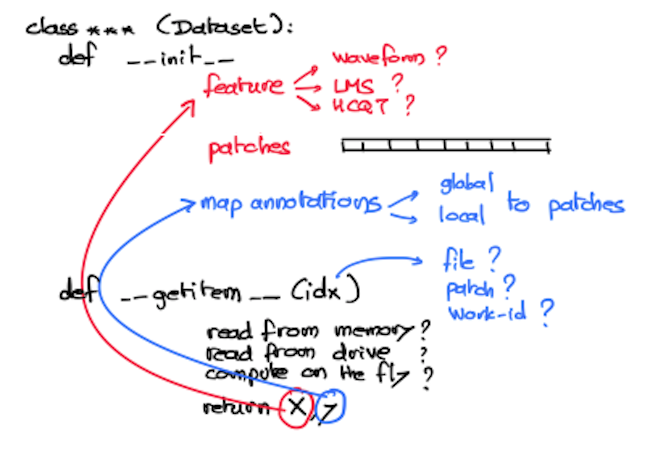 class *** (Dataset):
def __init__
waveform ?
feature LMS ?
HCQT ?
patches
map annotations global
local to patches
def __getitem__ (idx)
file ?
patch ?
work-id ?
read from memory ?
read from drive ?
compute on the fly ?
return X, y